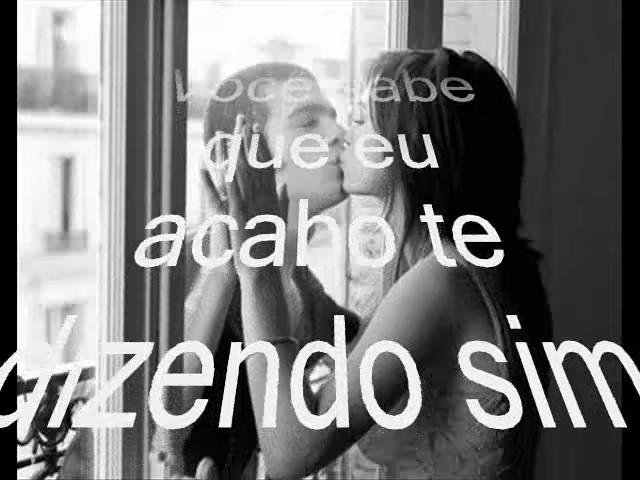 você sabe
que eu
acabo te
dizendo sim